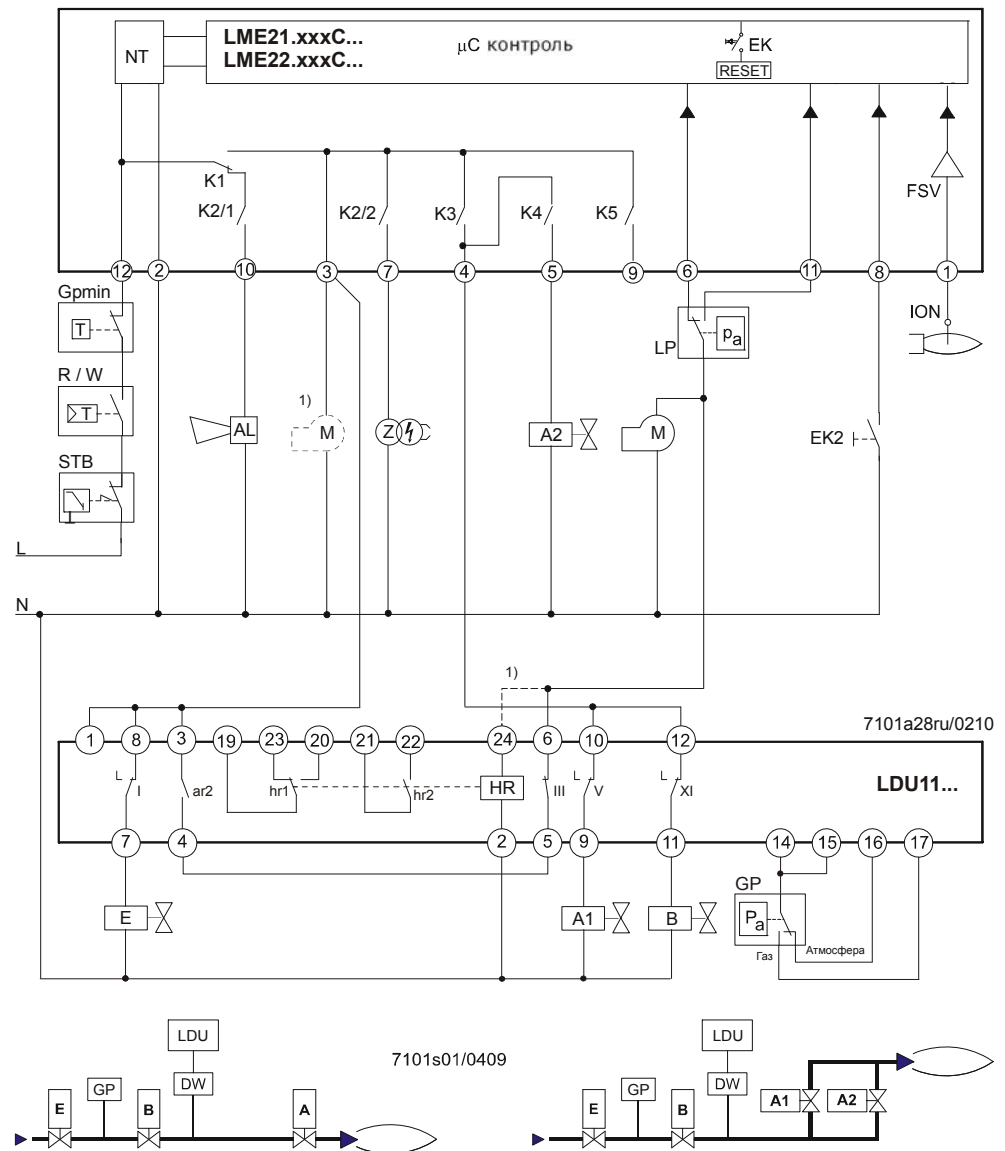 NT
LME21.xxxC...
LME22.xxxC...
µC контроль
EK
RESET
FSV
K1
K2/1
K2/2
K3
K4
K5
12 2 10 3 7 4 5 9 6 11 8 1
Gpmin
T
R / W
T
STB
L
N
AL
1)
M
Z
A2
LP
pa
M
EK2
ION
1)
7101a28ru/0210
1 8 3 19 23 20 21 22 24 6 10 12
I
ar2
hr1
hr2
HR
III
V
XI
LDU11...
7 4 2 5 9 11 14 15 16 17
E
A1
B
GP
Pa
Газ
Атмосфера
7101s01/0409
LDU
DW
E
GP
B
A
LDU
DW
E
GP
B
A1
A2